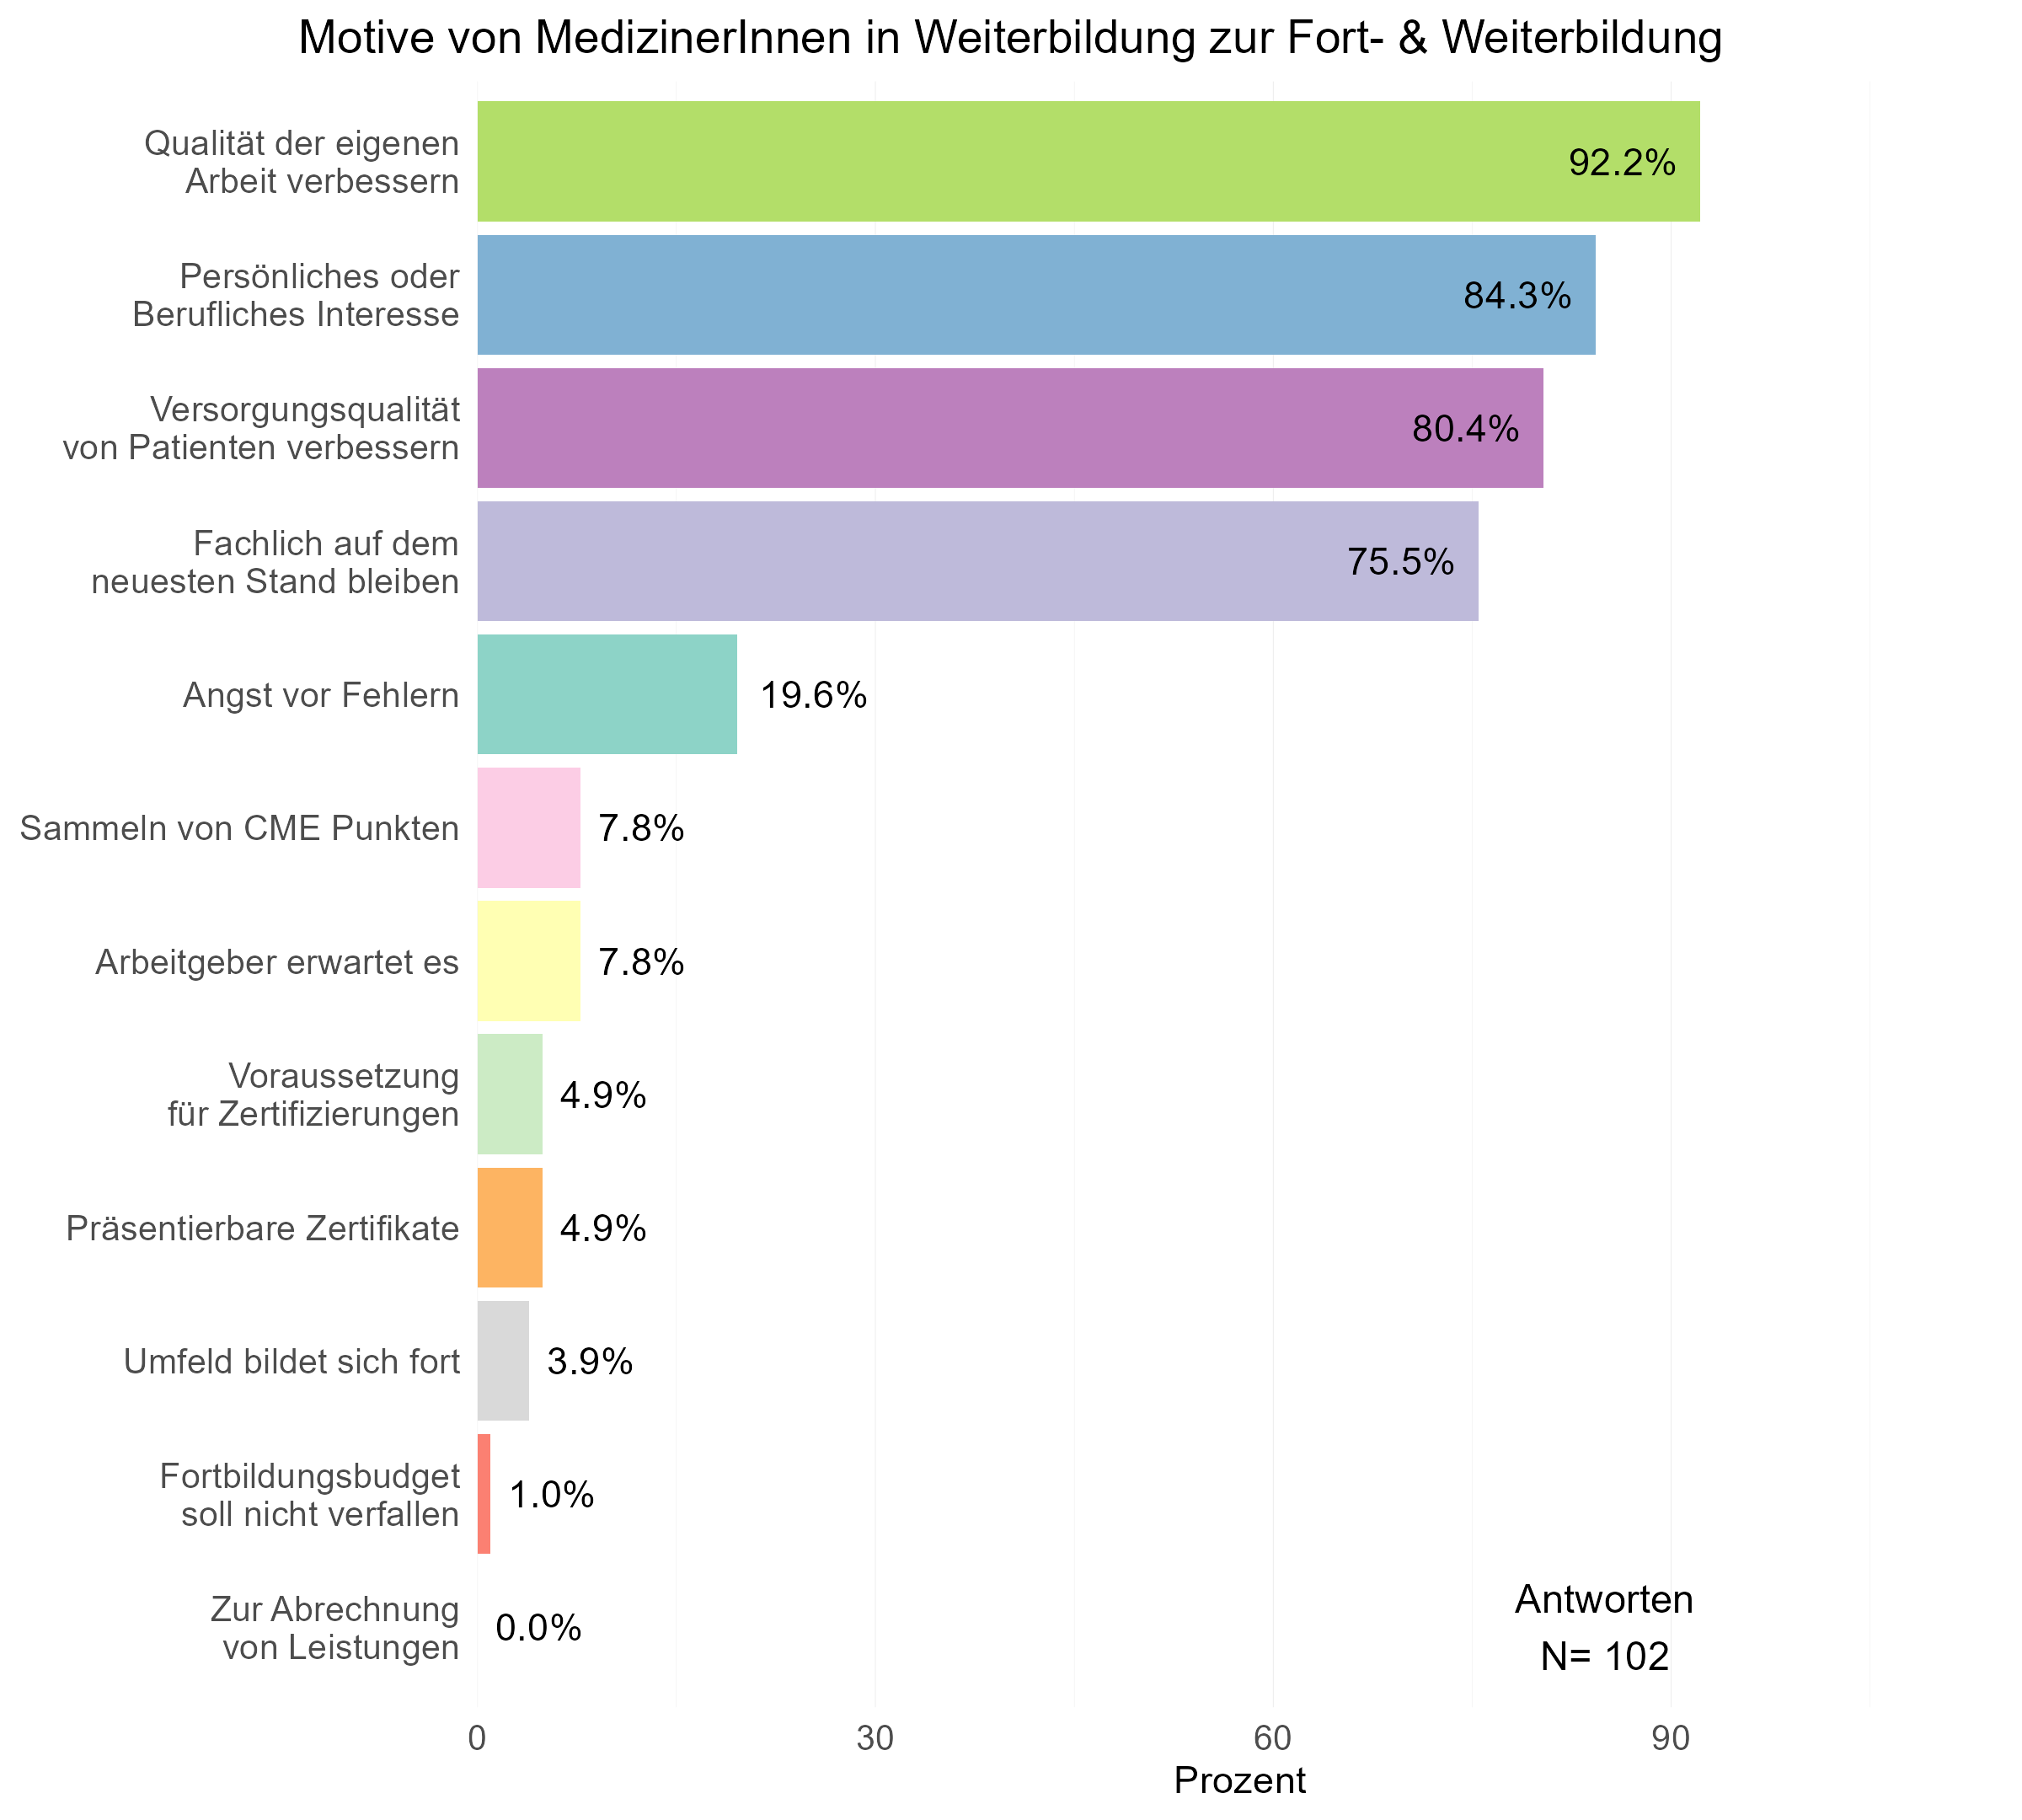 Motive von MedizinerInnen in Weiterbildung zur Fort- & Weiterbildung
Qualität der eigenen
Arbeit verbessern
92.2%
Persönliches oder
Berufliches Interesse
84.3%
Versorgungsqualität
von Patienten verbessern
80.4%
Fachlich auf dem
neuesten Stand bleiben
75.5%
Angst vor Fehlern
19.6%
Sammeln von CME Punkten
7.8%
Arbeitgeber erwartet es
7.8%
Voraussetzung
für Zertifizierungen
4.9%
Präsentierbare Zertifikate
4.9%
Umfeld bildet sich fort
3.9%
Fortbildungsbudget
soll nicht verfallen
1.0%
Zur Abrechnung
von Leistungen
0.0%
Antworten
N= 102
0 30 60 90
Prozent